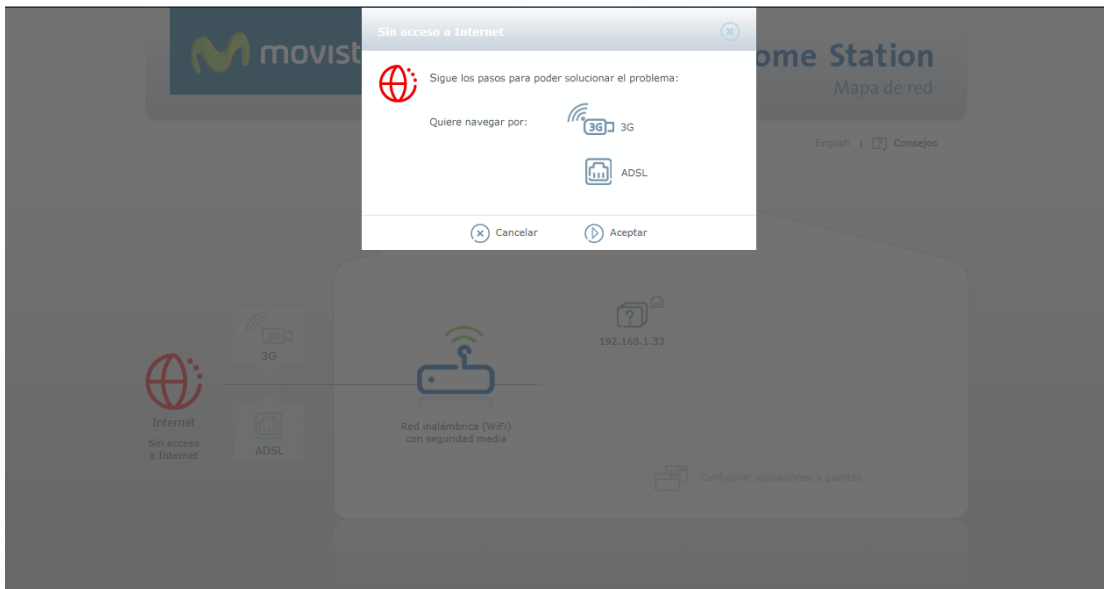 movist
Sin acceso a Internet
ome Station
Mapa de red
Sigue los pasos para poder solucionar el problema:
Quiere navegar por:
3G
3G
ADSL
English | Consejos
Cancelar
Aceptar
3G
3G
192.168.1.33
Internet
Sin acceso
a Internet
ADSL
Red inalámbrica (WiFi)
con seguridad media
Configurar aplicaciones y puertos